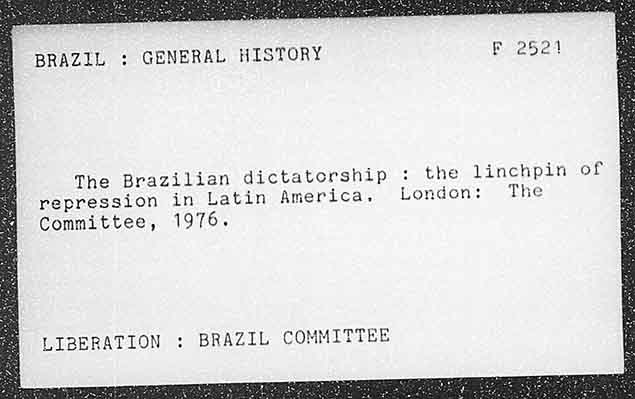 BRAZIL : GENERAL HISTORY F 2521
The Brazilian dictatorship : the linchpin of
repression in Latin America. London: The
Committee, 1976.
LIBERATION : BRAZIL COMMITTEE